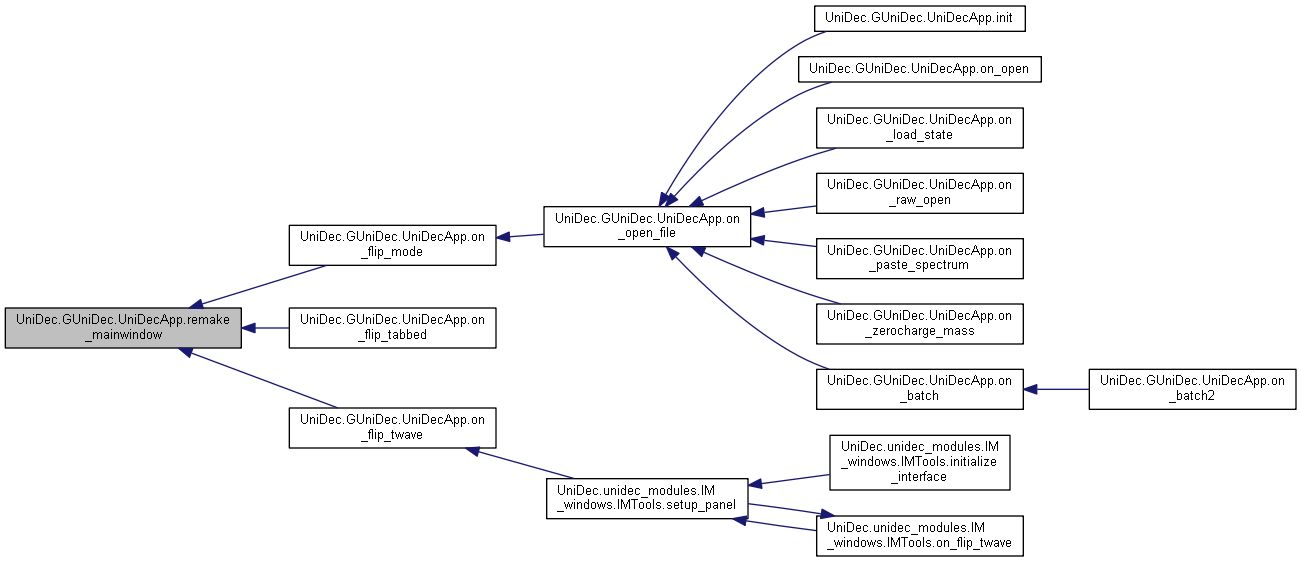 UniDec.GUniDec.UniDecApp.init
UniDec.GUniDec.UniDecApp.on_open
UniDec.GUniDec.UniDecApp.on
_load_state
UniDec.GUniDec.UniDecApp.on
_raw_open
UniDec.GUniDec.UniDecApp.on
_open_file
UniDec.GUniDec.UniDecApp.on
_flip_mode
UniDec.GUniDec.UniDecApp.on
_paste_spectrum
UniDec.GUniDec.UniDecApp.remake
_mainwindow
UniDec.GUniDec.UniDecApp.on
_flip_tabbed
UniDec.GUniDec.UniDecApp.on
_zerocharge_mass
UniDec.GUniDec.UniDecApp.on
_batch
UniDec.GUniDec.UniDecApp.on
_batch2
UniDec.GUniDec.UniDecApp.on
_flip_twave
UniDec.unidec_modules.IM
_windows.IMTools.initialize
_interface
UniDec.unidec_modules.IM
_windows.IMTools.setup_panel
UniDec.unidec_modules.IM
_windows.IMTools.on_flip_twave